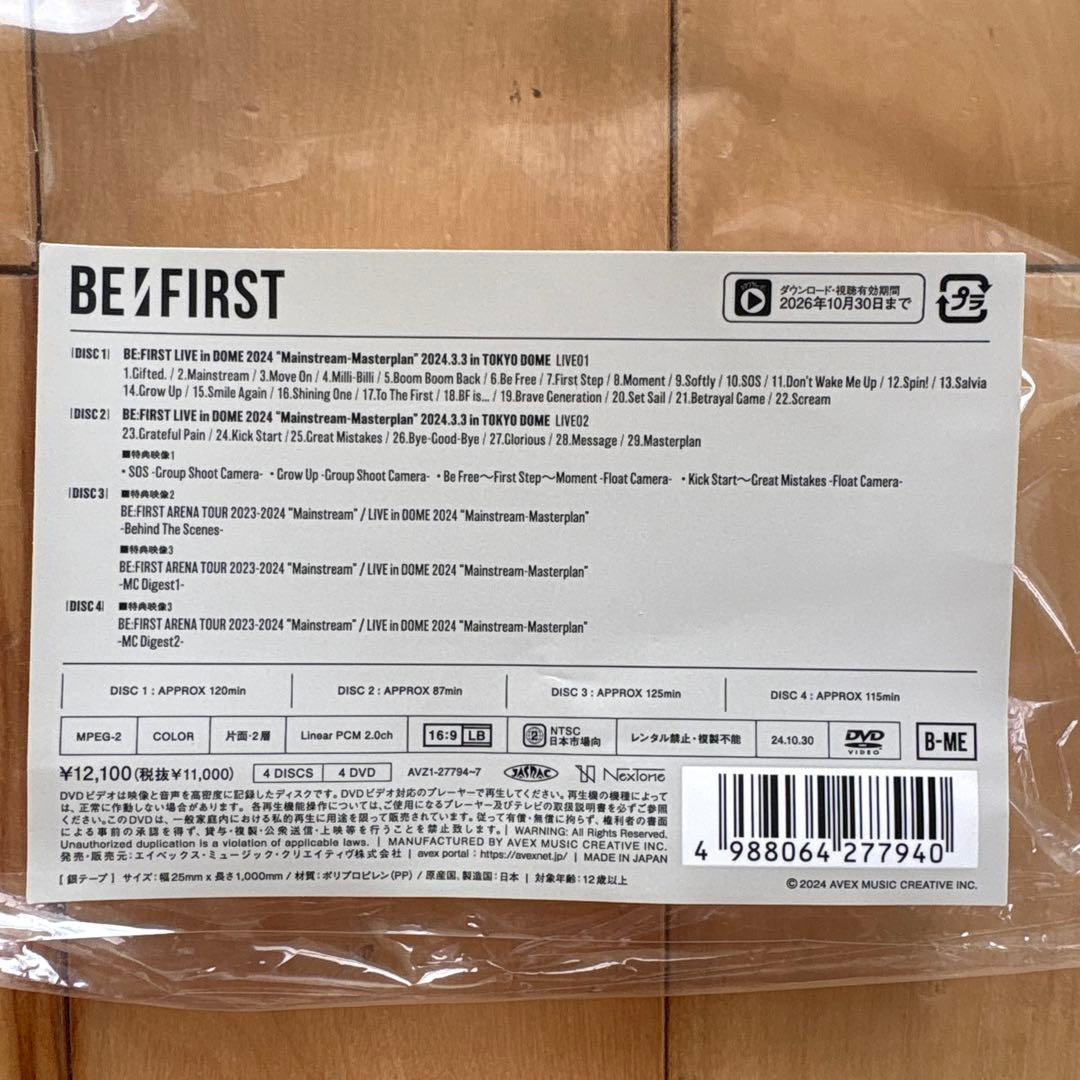 BE:FIRST
ダウンロード・視聴有効期間
2026年10月30日まで
プラ
DISC 1 BE:FIRST LIVE in DOME 2024 "Mainstream-Masterplan" 2024.3.3 in TOKYO DOME LIVE01
1.Gifted. / 2.Mainstream / 3.Move On / 4.Milli-Billi / 5.Boom Boom Back / 6.Be Free / 7.First Step / 8.Moment / 9.Softly / 10.SOS / 11.Don't Wake Me Up / 12.Spin! / 13.Salvia
14.Grow Up / 15.Smile Again / 16.Shining One / 17.To The First / 18.BF is... / 19.Brave Generation / 20.Set Sail / 21.Betrayal Game / 22.Scream
DISC 2 BE:FIRST LIVE in DOME 2024 "Mainstream-Masterplan" 2024.3.3 in TOKYO DOME LIVE02
23.Grateful Pain / 24.Kick Start / 25.Great Mistakes / 26.Bye-Good-Bye / 27.Glorious / 28.Message / 29.Masterplan
■特典映像1
・SOS -Group Shoot Camera- ・Grow Up -Group Shoot Camera- ・Be Free〜First Step〜Moment -Float Camera- ・Kick Start〜Great Mistakes -Float Camera-
DISC 3 ■特典映像2
BE:FIRST ARENA TOUR 2023-2024 "Mainstream" / LIVE in DOME 2024 "Mainstream-Masterplan"
-Behind The Scenes-
■特典映像3
BE:FIRST ARENA TOUR 2023-2024 "Mainstream" / LIVE in DOME 2024 "Mainstream-Masterplan"
-MC Digest1-
DISC 4 ■特典映像3
BE:FIRST ARENA TOUR 2023-2024 "Mainstream" / LIVE in DOME 2024 "Mainstream-Masterplan"
-MC Digest2-
DISC 1 : APPROX 120min DISC 2 : APPROX 87min DISC 3 : APPROX 125min DISC 4 : APPROX 115min
MPEG-2 COLOR 片面・2層 Linear PCM 2.0ch 16:9 LB 2 NTSC 日本市場向 レンタル禁止・複製不能 24.10.30 DVD VIDEO B-ME
¥12,100(税抜¥11,000) 4 DISCS 4 DVD AVZ1-27794~7 JASRAC NexTone
DVDビデオは映像と音声を高密度に記録したディスクです。DVDビデオ対応のプレーヤーで再生してください。再生機の機種によって
は、正常に作動しない場合があります。各再生機能操作については、ご使用になるプレーヤー及びテレビの取扱説明書を必ずご参照
ください。このDVDは、一般家庭内における私的再生に用途を限って販売されています。従って有償・無償に拘らず、権利者の書面
による事前の承認を得ず、貸与・複製・公衆送信・上映等を行うことを禁止致します。| WARNING: All Rights Reserved.
Unauthorized duplication is a violation of applicable laws. | MANUFACTURED BY AVEX MUSIC CREATIVE INC.
発売・販売元:エイベックス・ミュージック・クリエイティヴ株式会社 | avex portal : https://avexnet.jp/ | MADE IN JAPAN
4 988064 277940
[銀テープ] サイズ:幅25mm x 長さ1,000mm / 材質:ポリプロピレン(PP) / 原産国、製造国:日本 | 対象年齢:12歳以上
©2024 AVEX MUSIC CREATIVE INC.